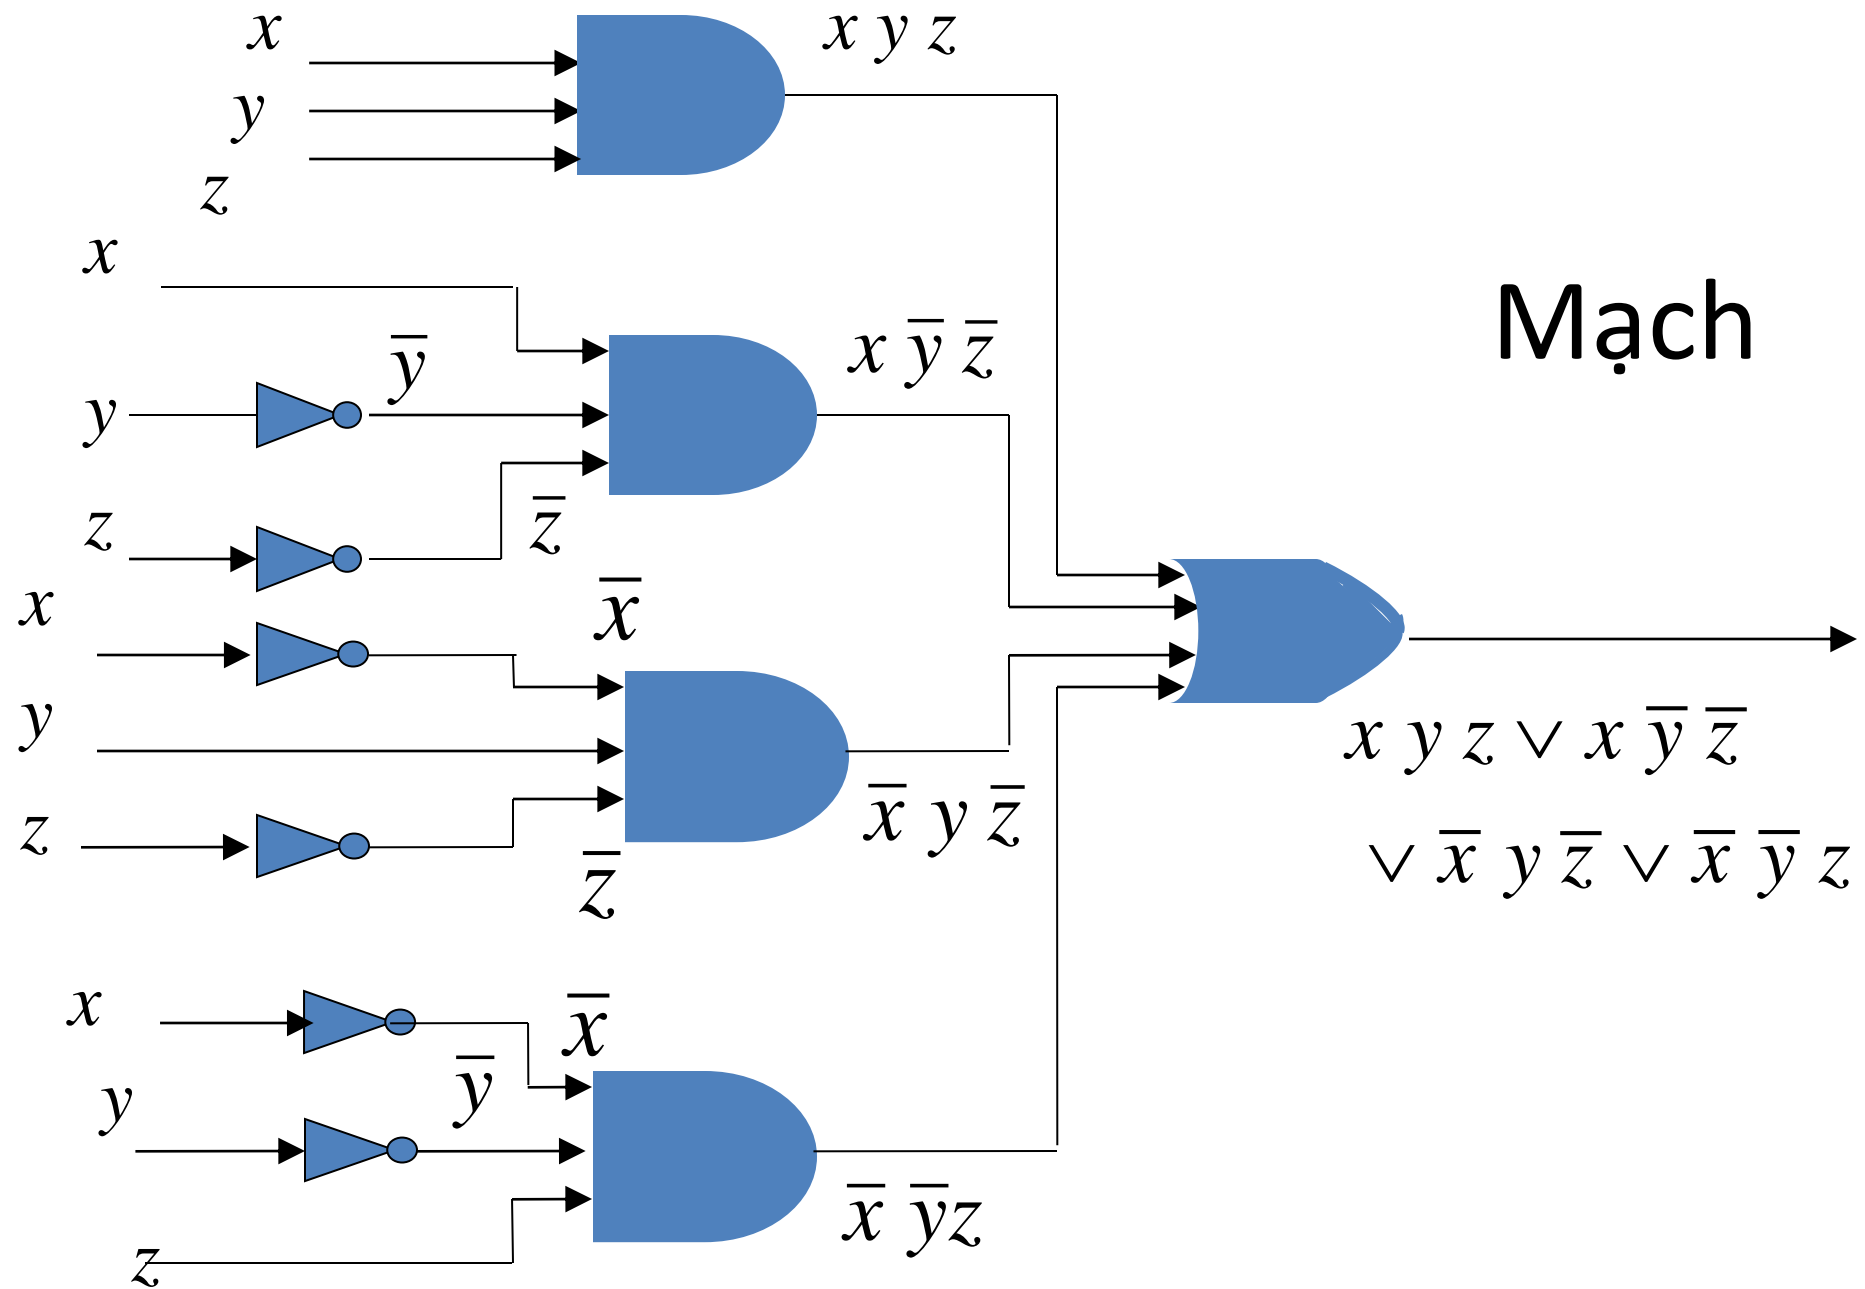 x
x y z
y
z
x
Mạch
x y̅ z̅
y̅
y
z
z̅
x
x̅
y
x y z ∨ x y̅ z̅
x̅ y z̅
z
∨ x̅ y z̅ ∨ x̅ y̅ z
z̅
x
x̅
y̅
y
x̅ y̅z
z